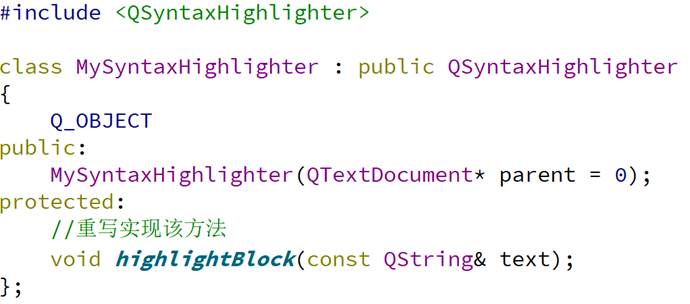 #include <QSyntaxHighlighter>
class MySyntaxHighlighter : public QSyntaxHighlighter
{
    Q_OBJECT
public:
    MySyntaxHighlighter(QTextDocument* parent = 0);
protected:
    //重写实现该方法
    void highlightBlock(const QString& text);
};